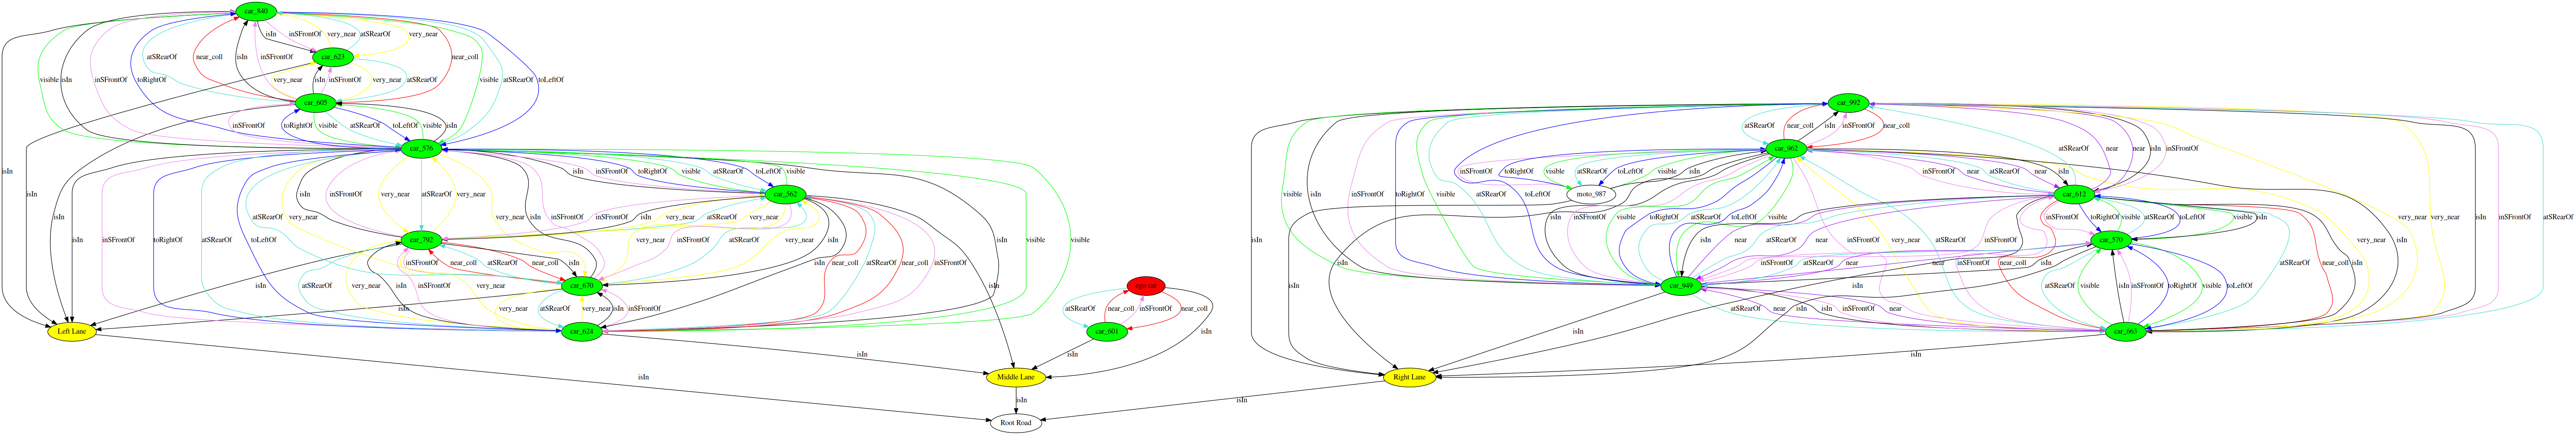 car_840
isIn inSFrontOf very_near atSRearOf very_near
car_623
atSRearOf near_coll isIn inSFrontOf near_coll
visible isIn inSFrontOf toRightOf very_near isIn inSFrontOf very_near atSRearOf visible atSRearOf toLeftOf
car_605
car_992
inSFrontOf toRightOf visible atSRearOf toLeftOf visible isIn
atSRearOf near_coll isIn inSFrontOf near_coll
car_576
car_962
atSRearOf near isIn near inSFrontOf
isIn isIn
isIn inSFrontOf toRightOf atSRearOf toLeftOf visible
inSFrontOf toRightOf visible atSRearOf toLeftOf visible isIn
inSFrontOf near atSRearOf near isIn
isIn inSFrontOf very_near atSRearOf very_near
car_562
moto_987
car_612
visible isIn inSFrontOf toRightOf visible atSRearOf toLeftOf
isIn isIn
atSRearOf very_near isIn inSFrontOf
inSFrontOf isIn atSRearOf very_near
isIn inSFrontOf visible toRightOf atSRearOf toLeftOf visible
inSFrontOf toRightOf visible atSRearOf toLeftOf visible isIn
very_near very_near isIn inSFrontOf atSRearOf
car_792
car_570
inSFrontOf toRightOf atSRearOf toLeftOf
very_near inSFrontOf atSRearOf very_near isIn
isIn near atSRearOf near inSFrontOf very_near atSRearOf inSFrontOf
visible visible isIn
inSFrontOf near_coll atSRearOf near_coll isIn
near_coll atSRearOf near_coll inSFrontOf
inSFrontOf atSRearOf near near isIn inSFrontOf near_coll isIn atSRearOf
car_670
ego car
car_949
isIn atSRearOf isIn very_near inSFrontOf very_near
atSRearOf visible isIn inSFrontOf toRightOf visible toLeftOf
isIn very_near atSRearOf very_near isIn inSFrontOf
atSRearOf near_coll inSFrontOf near_coll
atSRearOf near isIn isIn inSFrontOf near
Left Lane
car_624
car_601
car_663
isIn isIn isIn isIn isIn
Middle Lane
Right Lane
isIn isIn isIn
Root Road